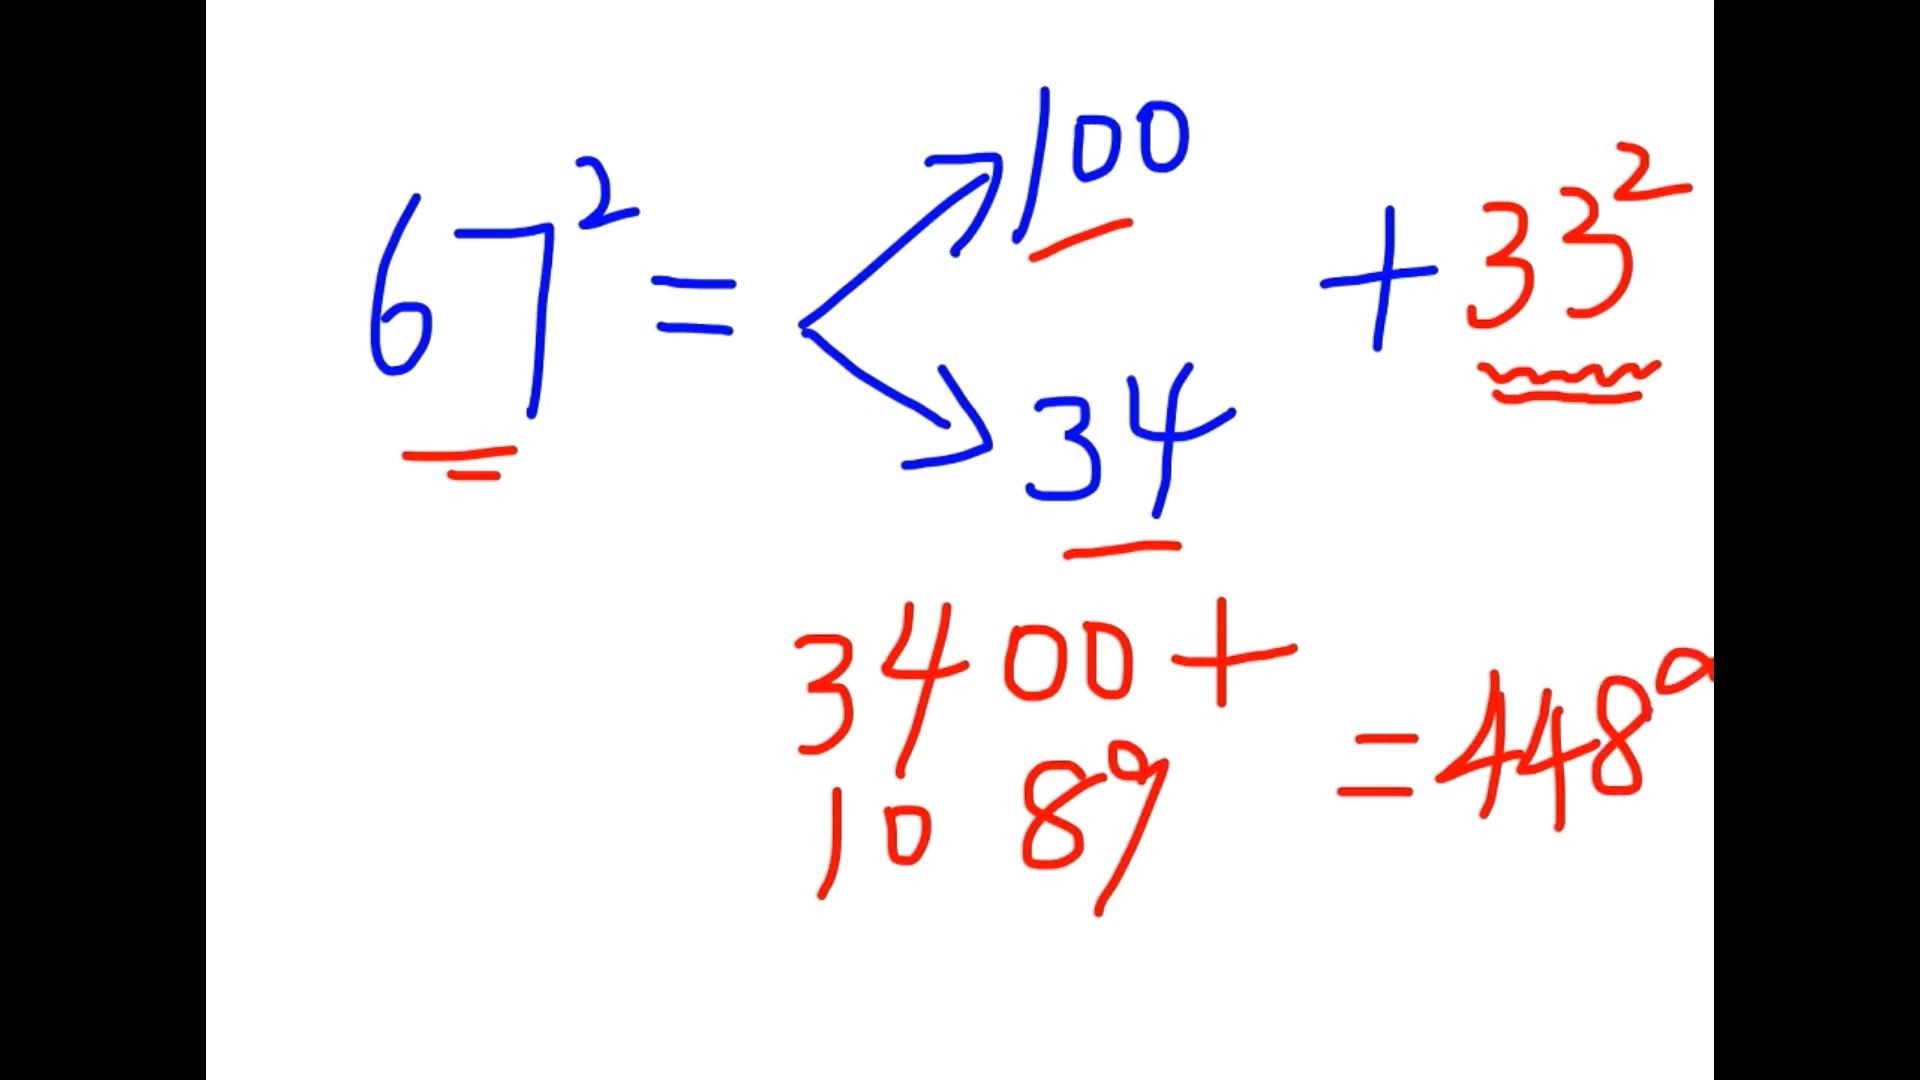 67² = 100 + 33²
34
3400 +
1089 = 4489